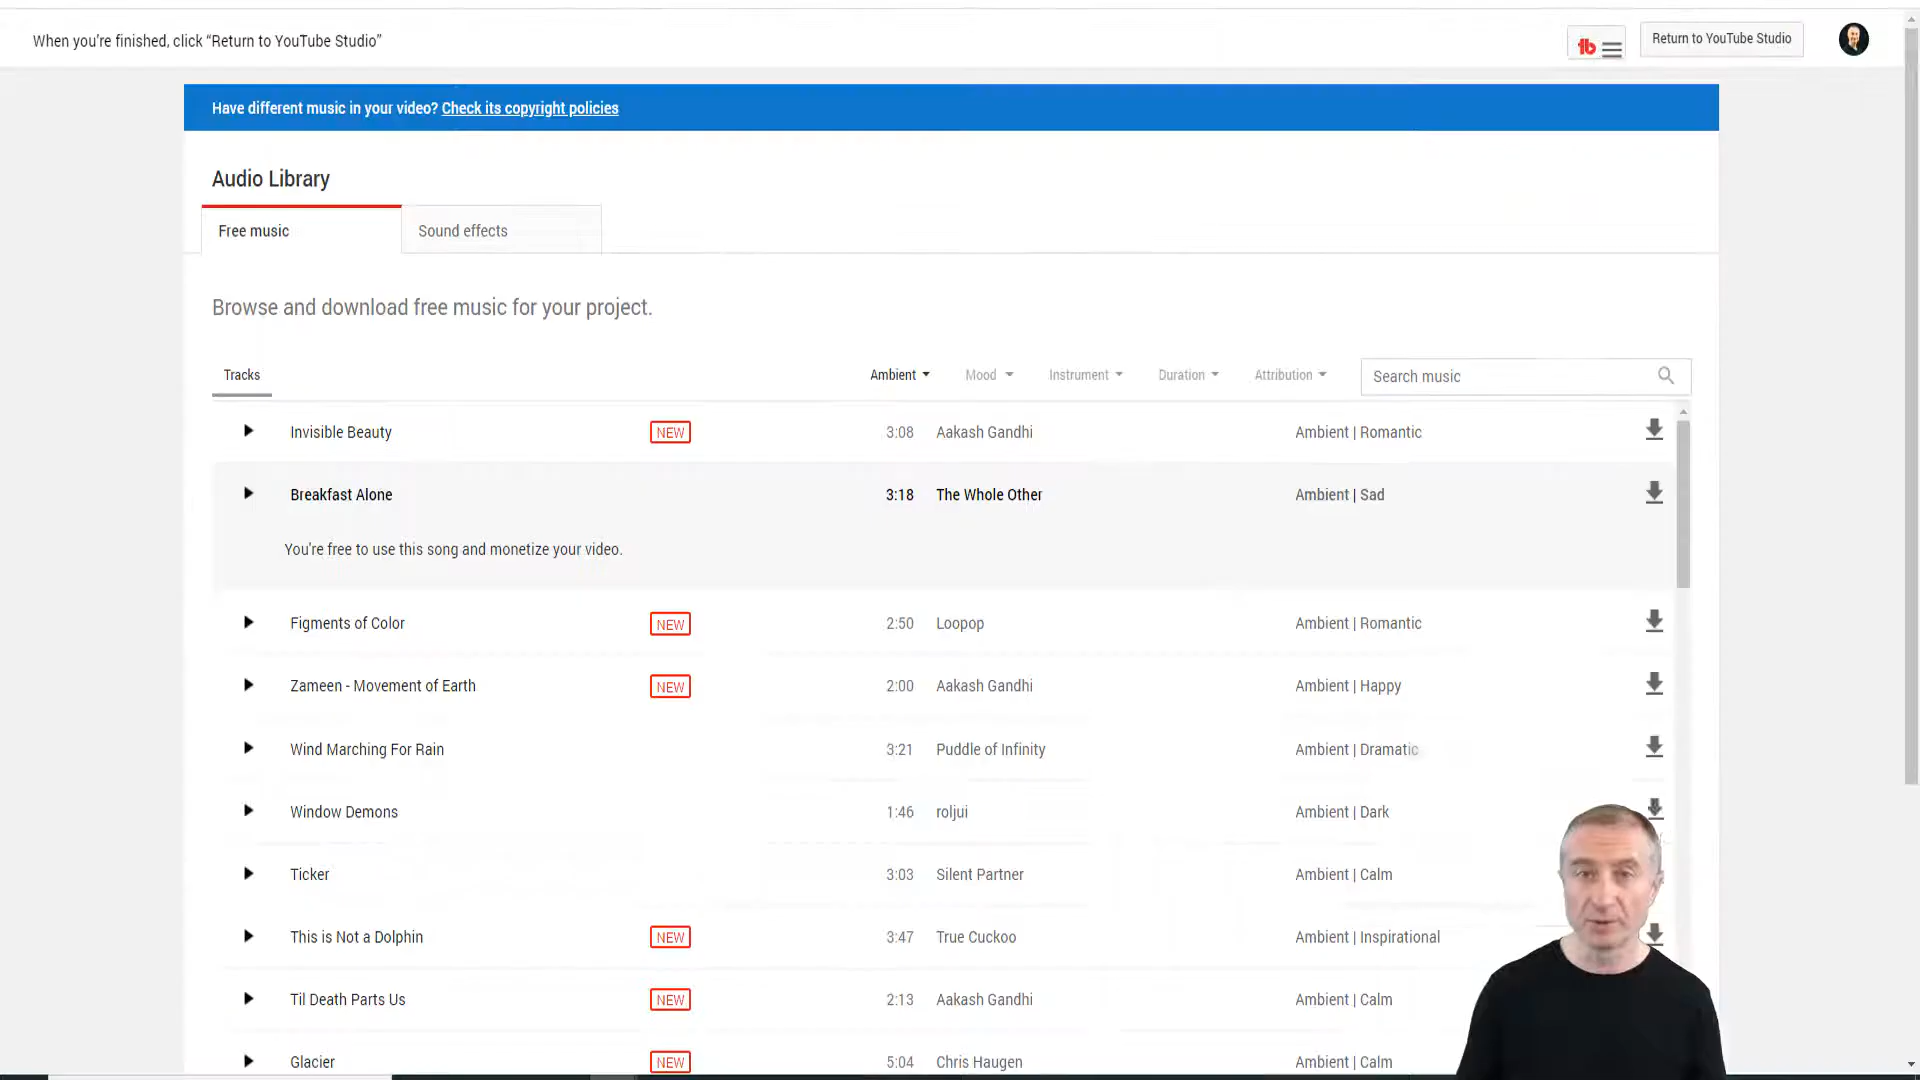 When you're finished, click “Return to YouTube Studio”
tb
Return to YouTube Studio
Have different music in your video? Check its copyright policies
Audio Library
Free music
Sound effects
Browse and download free music for your project.
Tracks
Ambient
Mood
Instrument
Duration
Attribution
Search music
Invisible Beauty NEW 3:08 Aakash Gandhi Ambient | Romantic
Breakfast Alone 3:18 The Whole Other Ambient | Sad
You're free to use this song and monetize your video.
Figments of Color NEW 2:50 Loopop Ambient | Romantic
Zameen - Movement of Earth NEW 2:00 Aakash Gandhi Ambient | Happy
Wind Marching For Rain 3:21 Puddle of Infinity Ambient | Dramatic
Window Demons 1:46 roljui Ambient | Dark
Ticker 3:03 Silent Partner Ambient | Calm
This is Not a Dolphin NEW 3:47 True Cuckoo Ambient | Inspirational
Til Death Parts Us NEW 2:13 Aakash Gandhi Ambient | Calm
Glacier NEW 5:04 Chris Haugen Ambient | Calm